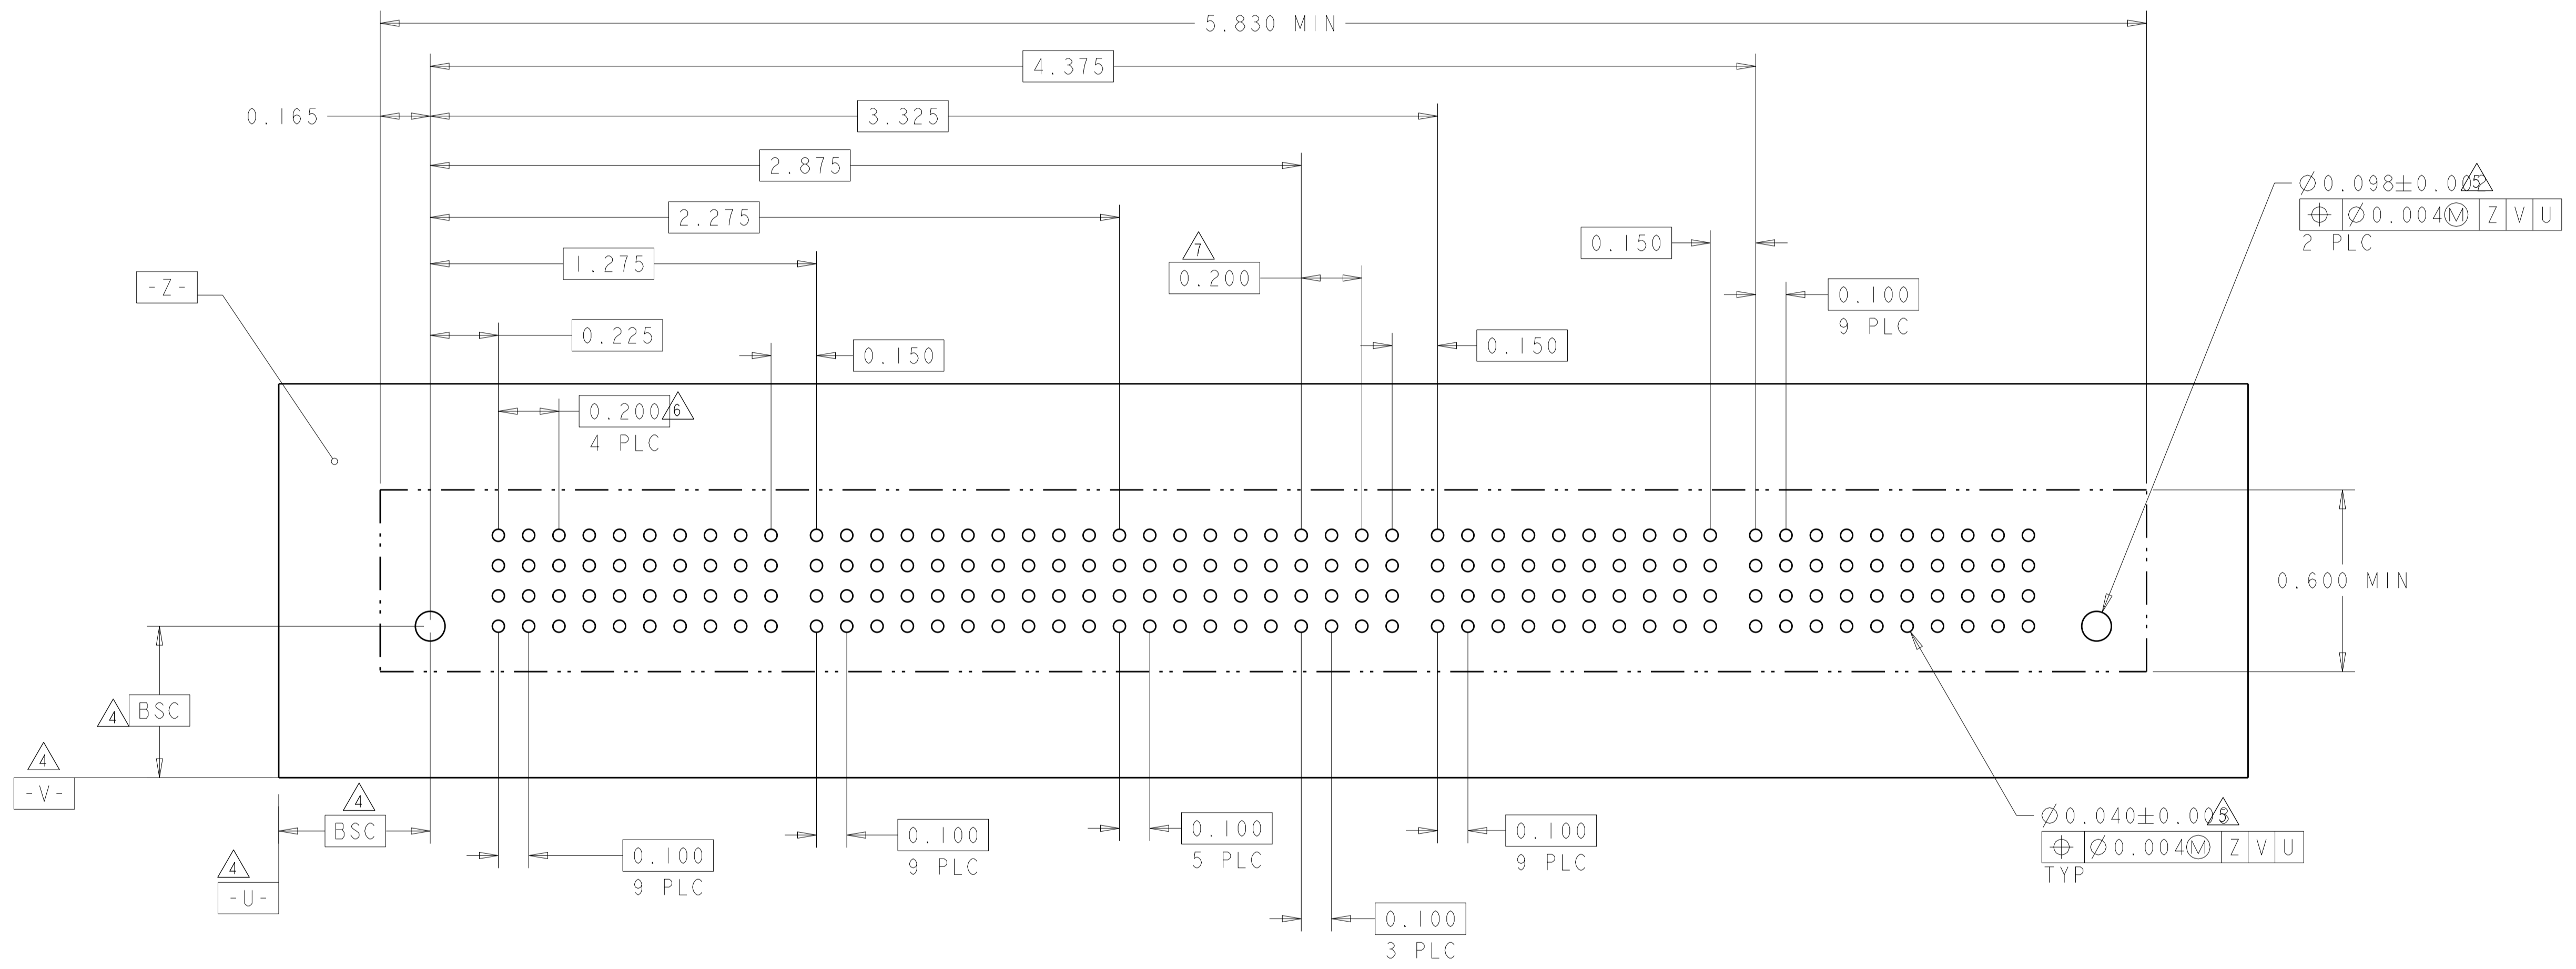 5.830 MIN
4.375
0.165
3.325
2.875
2.275
1.275
0.225
0.150
-Z-
0.200 6
4 PLC
7
0.200
0.150
0.150
0.100
9 PLC
Ø0.098±0.002 5
⌖ Ø0.004Ⓜ Z V U
2 PLC
0.600 MIN
4 BSC
4
-V-
4
BSC
4
-U-
0.100
9 PLC
0.100
9 PLC
0.100
5 PLC
0.100
3 PLC
0.100
9 PLC
Ø0.040±0.003 5
⌖ Ø0.004Ⓜ Z V U
TYP